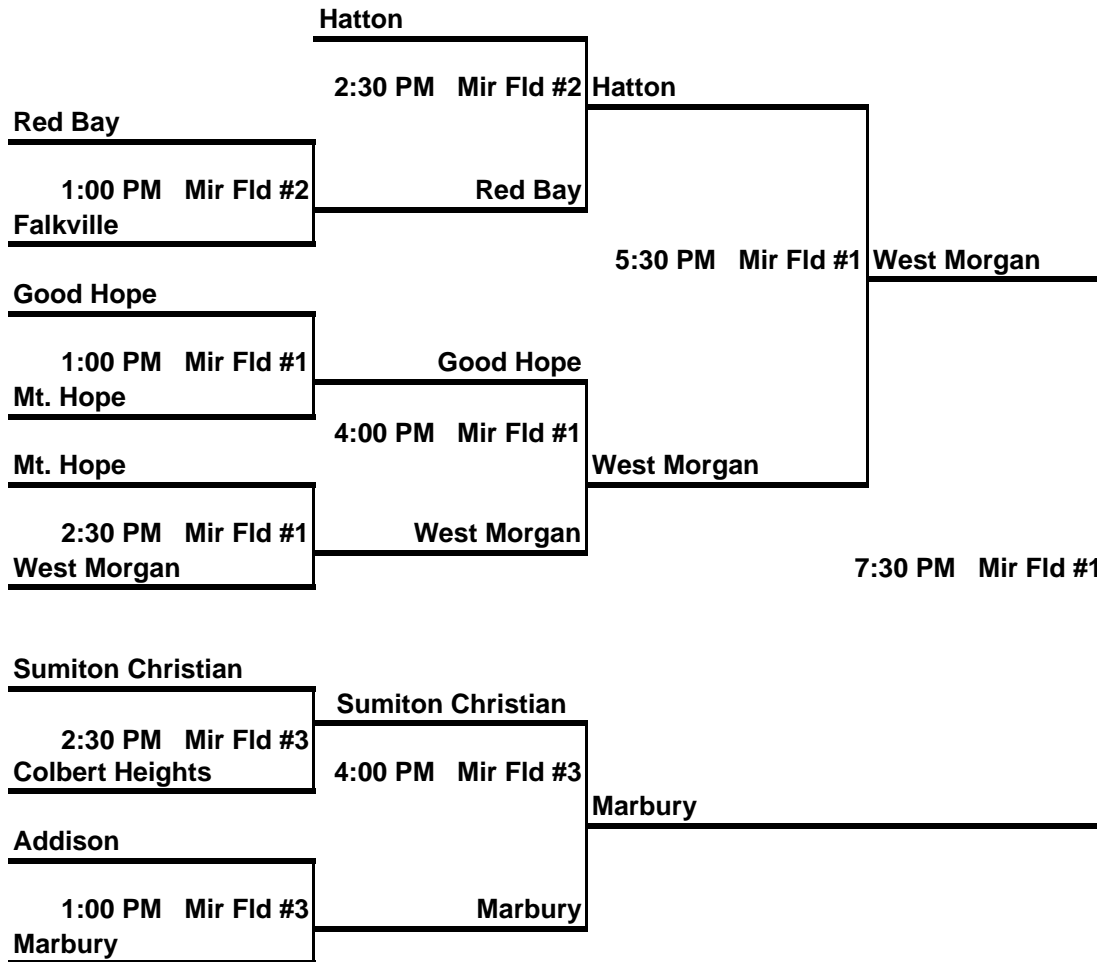 Hatton
2:30 PM Mir Fld #2 Hatton
Red Bay
1:00 PM Mir Fld #2 Red Bay
Falkville
5:30 PM Mir Fld #1 West Morgan
Good Hope
1:00 PM Mir Fld #1 Good Hope
Mt. Hope
4:00 PM Mir Fld #1
Mt. Hope West Morgan
2:30 PM Mir Fld #1 West Morgan
West Morgan 7:30 PM Mir Fld #1
Sumiton Christian
Sumiton Christian
2:30 PM Mir Fld #3
Colbert Heights 4:00 PM Mir Fld #3
Marbury
Addison
1:00 PM Mir Fld #3 Marbury
Marbury